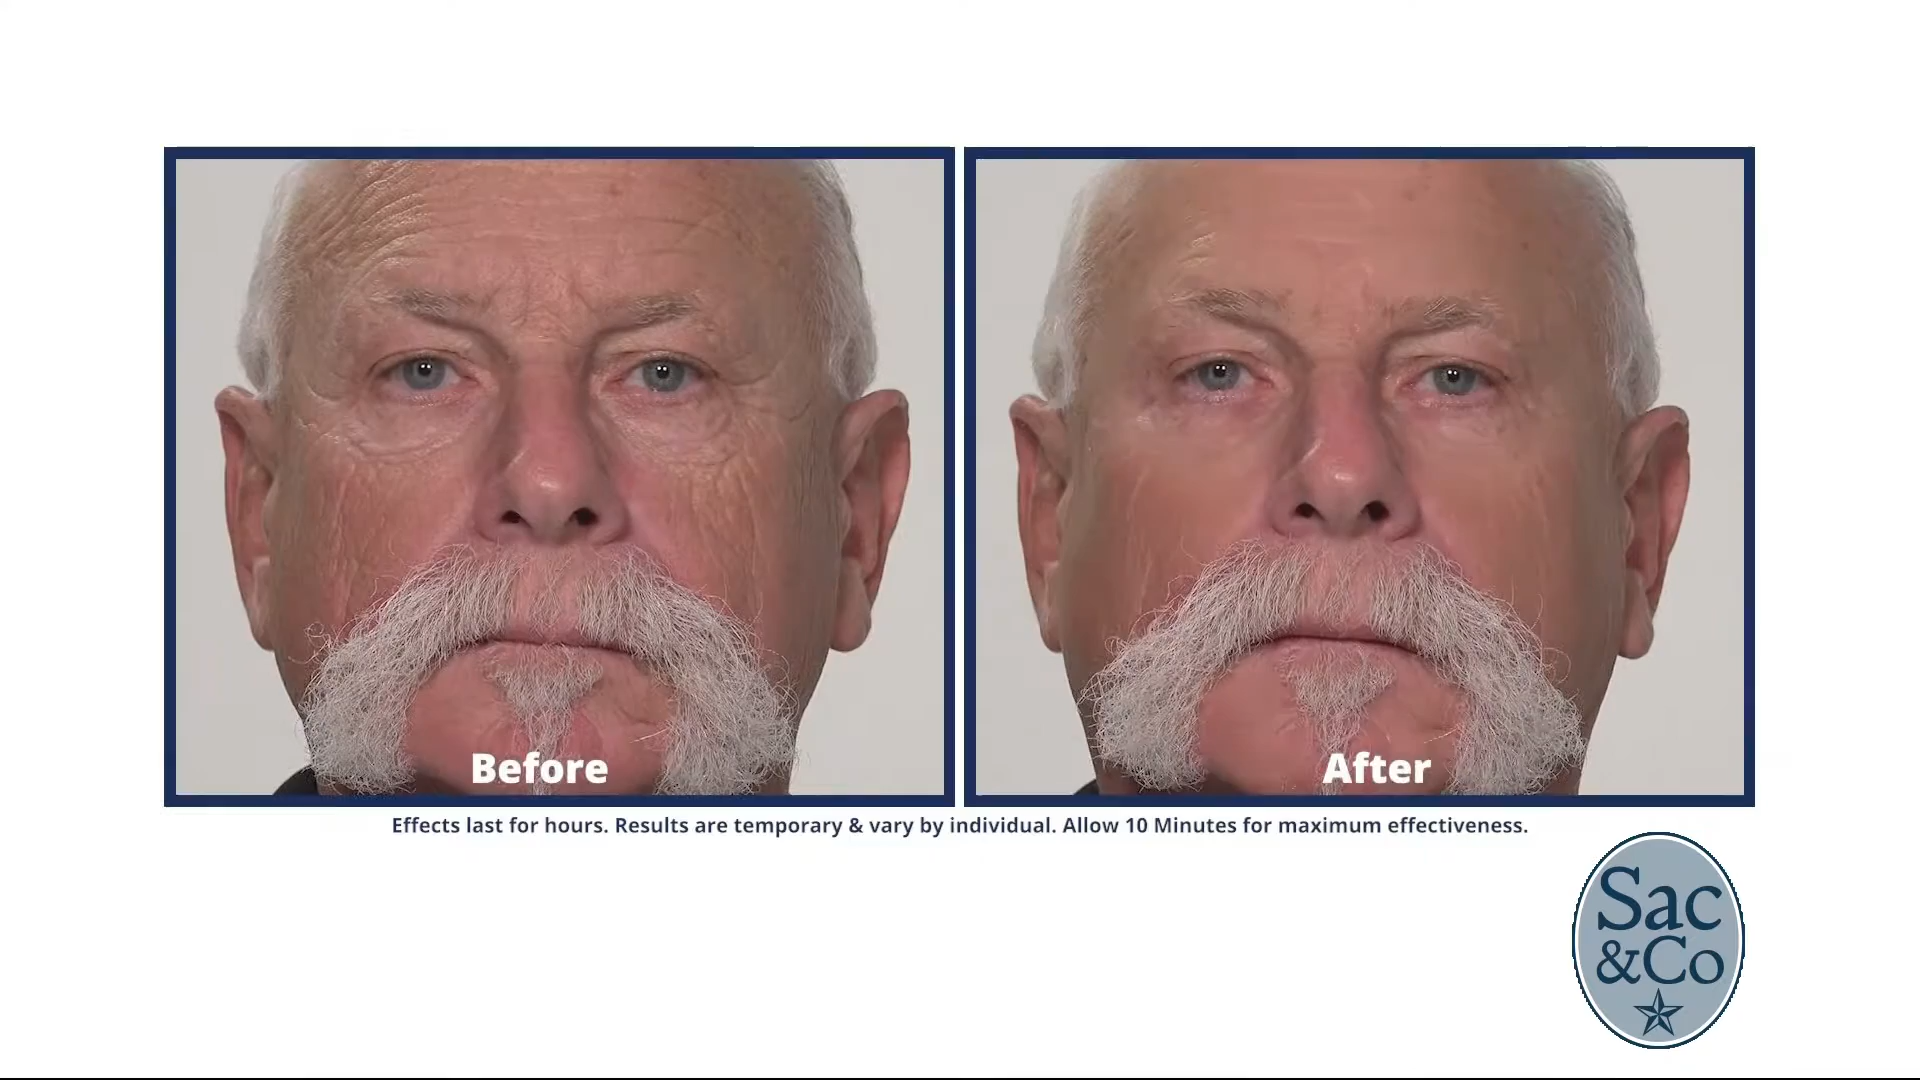 Before
After
Effects last for hours. Results are temporary & vary by individual. Allow 10 Minutes for maximum effectiveness.
Sac
&Co